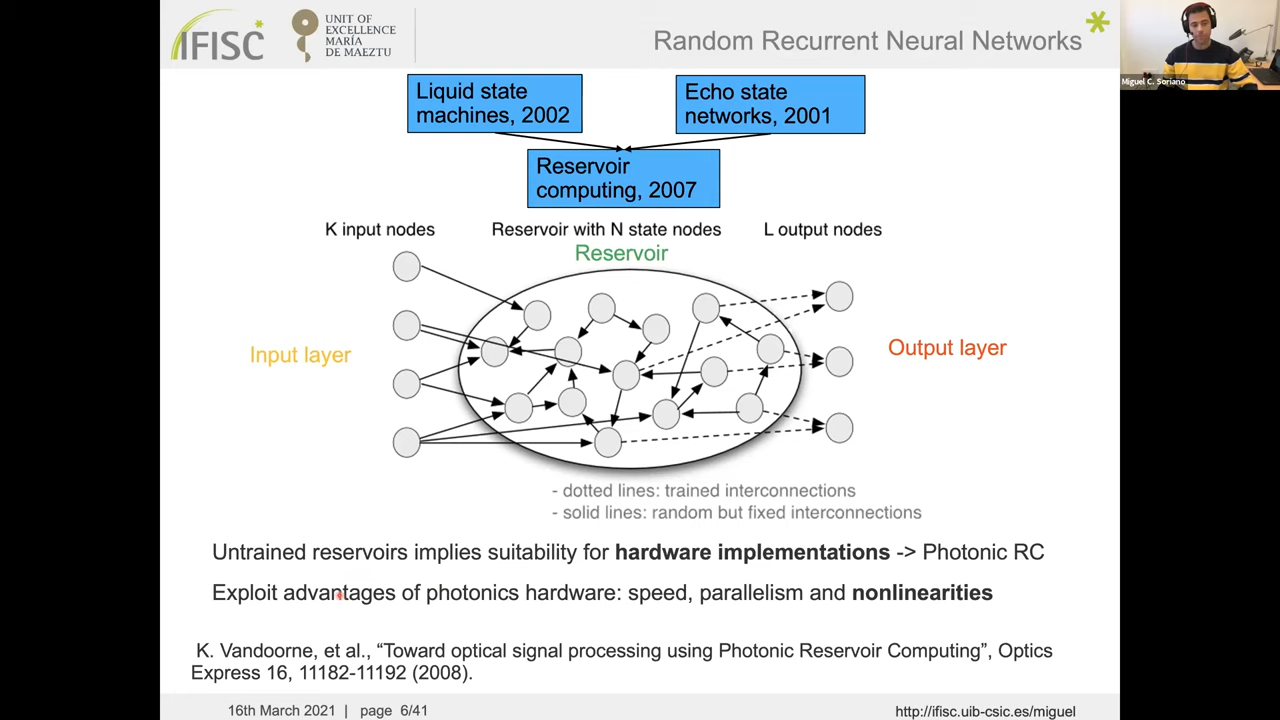 IFISC
UNIT OF
EXCELLENCE
MARÍA
DE MAEZTU
Random Recurrent Neural Networks
Miguel C. Soriano
Liquid state
machines, 2002
Echo state
networks, 2001
Reservoir
computing, 2007
K input nodes
Reservoir with N state nodes
L output nodes
Reservoir
Input layer
Output layer
- dotted lines: trained interconnections
- solid lines: random but fixed interconnections
Untrained reservoirs implies suitability for hardware implementations -> Photonic RC
Exploit advantages of photonics hardware: speed, parallelism and nonlinearities
K. Vandoorne, et al., “Toward optical signal processing using Photonic Reservoir Computing”, Optics
Express 16, 11182-11192 (2008).
16th March 2021 | page 6/41
http://ifisc.uib-csic.es/miguel